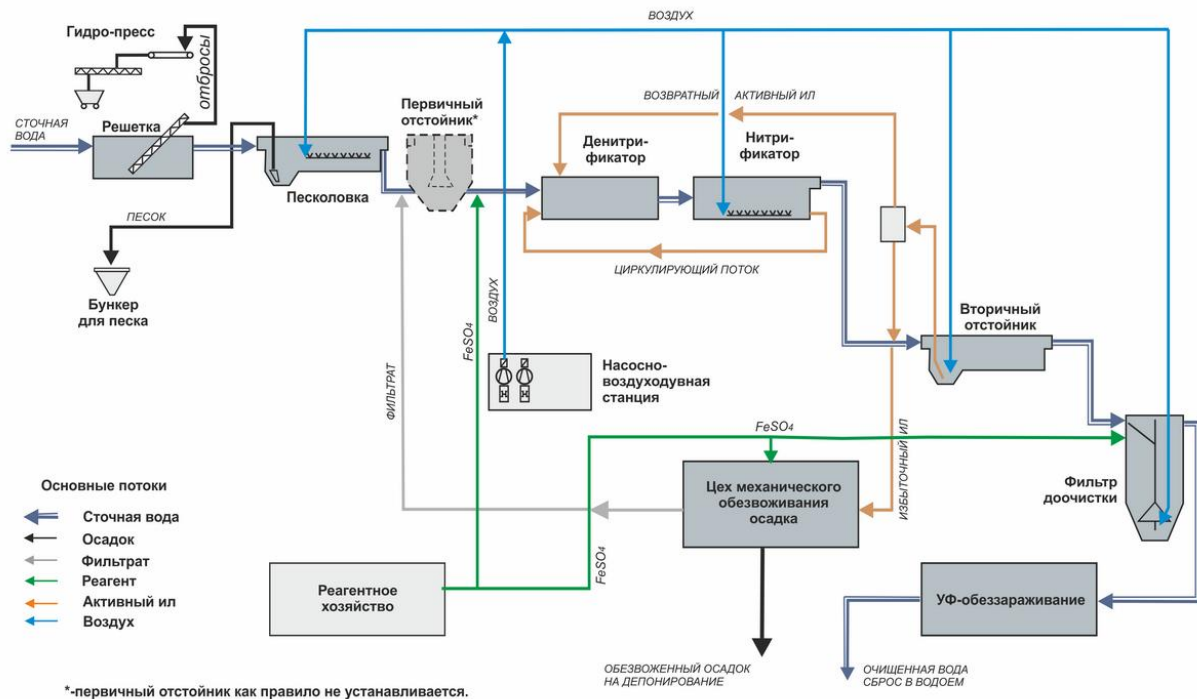 ВОЗДУХ
Гидро-пресс
отбросы
СТОЧНАЯ
ВОДА
Решетка
Первичный
отстойник*
ВОЗВРАТНЫЙ АКТИВНЫЙ ИЛ
Денитри-
фикатор
Нитри-
фикатор
Песколовка
ПЕСОК
ЦИРКУЛИРУЮЩИЙ ПОТОК
Бункер
для песка
ВОЗДУХ
FeSO4
ФИЛЬТРАТ
Насосно-
воздуходувная
станция
Вторичный
отстойник
FeSO4
ИЗБЫТОЧНЫЙ ИЛ
Цех механического
обезвоживания
осадка
Фильтр
доочистки
Основные потоки
Сточная вода
Осадок
Фильтрат
Реагент
Активный ил
Воздух
Реагентное
хозяйство
FeSO4
УФ-обеззараживание
ОБЕЗВОЖЕННЫЙ ОСАДОК
НА ДЕПОНИРОВАНИЕ
ОЧИЩЕННАЯ ВОДА
СБРОС В ВОДОЕМ
*-первичный отстойник как правило не устанавливается.